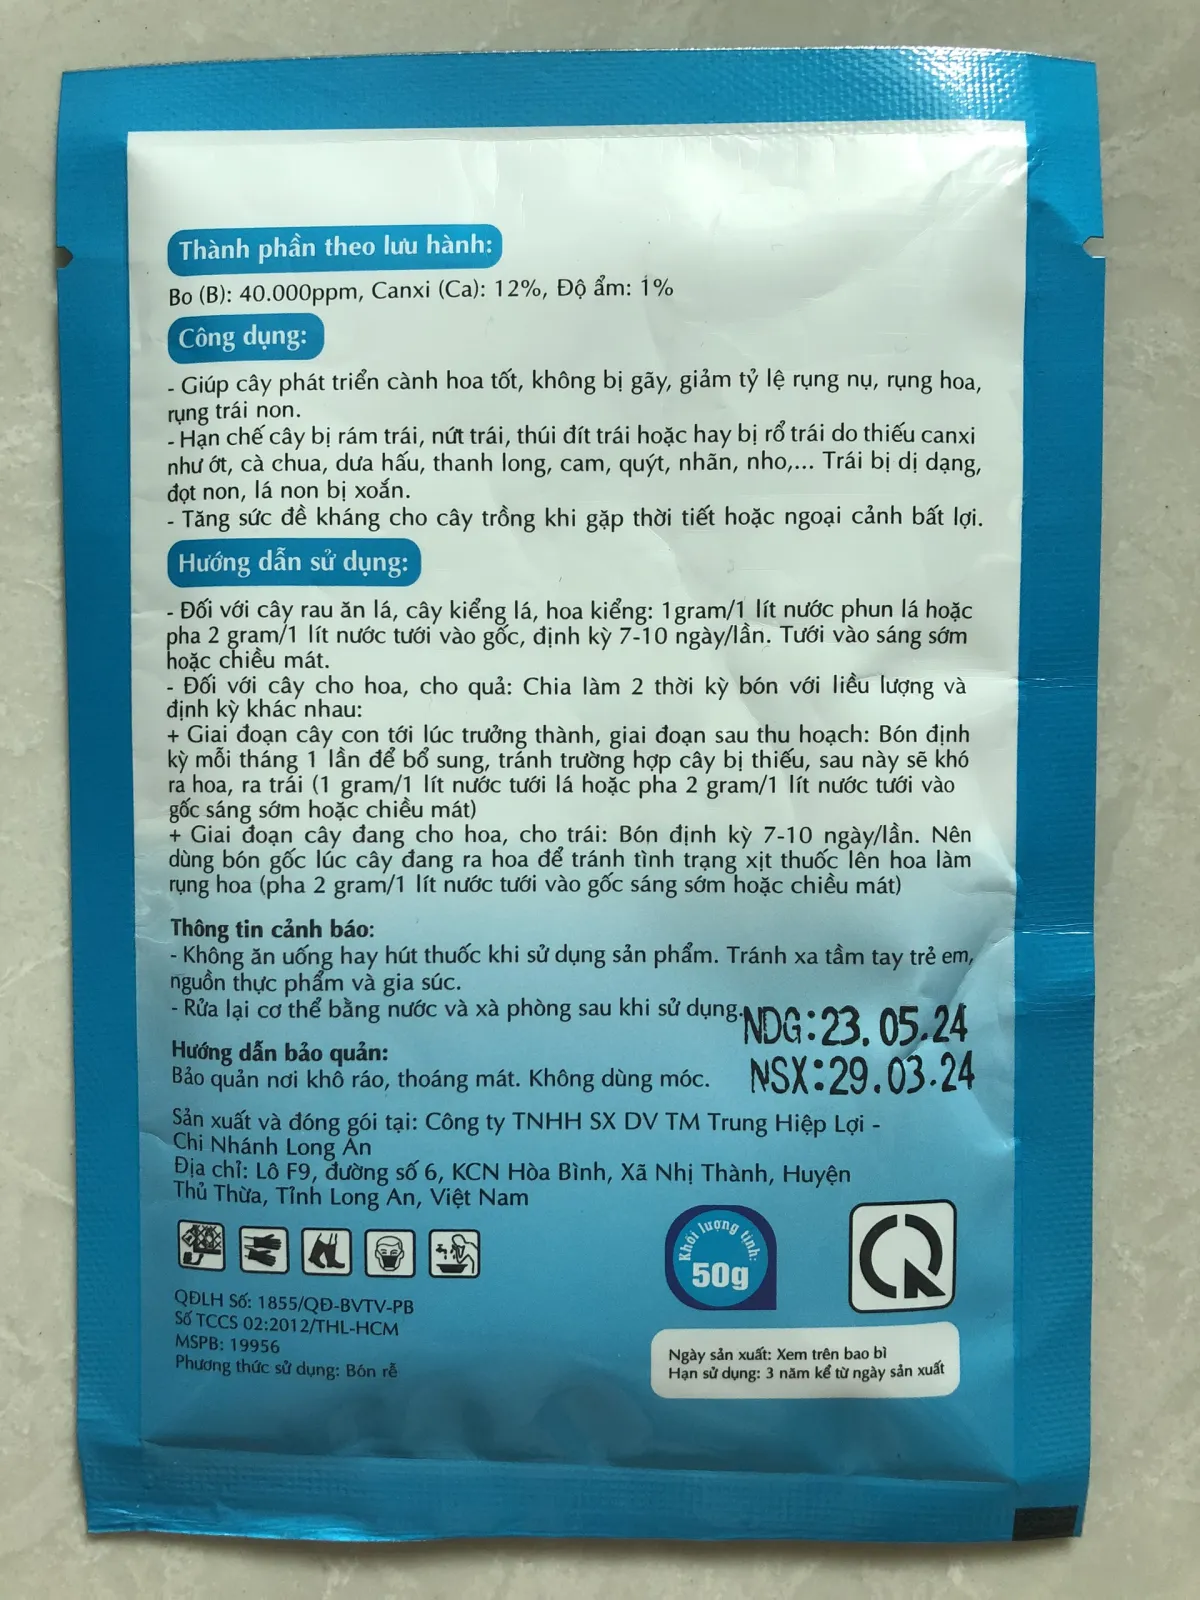 Thành phần theo lưu hành:
Bo (B): 40.000ppm, Canxi (Ca): 12%, Độ ẩm: 1%
Công dụng:
- Giúp cây phát triển cành hoa tốt, không bị gãy, giảm tỷ lệ rụng nụ, rụng hoa,
rụng trái non.
- Hạn chế cây bị rám trái, nứt trái, thúi đít trái hoặc hay bị rổ trái do thiếu canxi
như ớt, cà chua, dưa hấu, thanh long, cam, quýt, nhãn, nho,... Trái bị dị dạng,
đọt non, lá non bị xoắn.
- Tăng sức đề kháng cho cây trồng khi gặp thời tiết hoặc ngoại cảnh bất lợi.
Hướng dẫn sử dụng:
- Đối với cây rau ăn lá, cây kiểng lá, hoa kiểng: 1gram/1 lít nước phun lá hoặc
pha 2 gram/1 lít nước tưới vào gốc, định kỳ 7-10 ngày/lần. Tưới vào sáng sớm
hoặc chiều mát.
- Đối với cây cho hoa, cho quả: Chia làm 2 thời kỳ bón với liều lượng và
định kỳ khác nhau:
+ Giai đoạn cây con tới lúc trưởng thành, giai đoạn sau thu hoạch: Bón định
kỳ mỗi tháng 1 lần để bổ sung, tránh trường hợp cây bị thiếu, sau này sẽ khó
ra hoa, ra trái (1 gram/1 lít nước tưới lá hoặc pha 2 gram/1 lít nước tưới vào
gốc sáng sớm hoặc chiều mát)
+ Giai đoạn cây đang cho hoa, cho trái: Bón định kỳ 7-10 ngày/lần. Nên
dùng bón gốc lúc cây đang ra hoa để tránh tình trạng xịt thuốc lên hoa làm
rụng hoa (pha 2 gram/1 lít nước tưới vào gốc sáng sớm hoặc chiều mát)
Thông tin cảnh báo:
- Không ăn uống hay hút thuốc khi sử dụng sản phẩm. Tránh xa tầm tay trẻ em,
nguồn thực phẩm và gia súc.
- Rửa lại cơ thể bằng nước và xà phòng sau khi sử dụng.
NDG:23.05.24
NSX:29.03.24
Hướng dẫn bảo quản:
Bảo quản nơi khô ráo, thoáng mát. Không dùng móc.
Sản xuất và đóng gói tại: Công ty TNHH SX DV TM Trung Hiệp Lợi -
Chi Nhánh Long An
Địa chỉ: Lô F9, đường số 6, KCN Hòa Bình, Xã Nhị Thành, Huyện
Thủ Thừa, Tỉnh Long An, Việt Nam
Khối lượng tịnh:
50g
QĐLH Số: 1855/QĐ-BVTV-PB
Số TCCS 02:2012/THL-HCM
MSPB: 19956
Phương thức sử dụng: Bón rễ
Ngày sản xuất: Xem trên bao bì
Hạn sử dụng: 3 năm kể từ ngày sản xuất